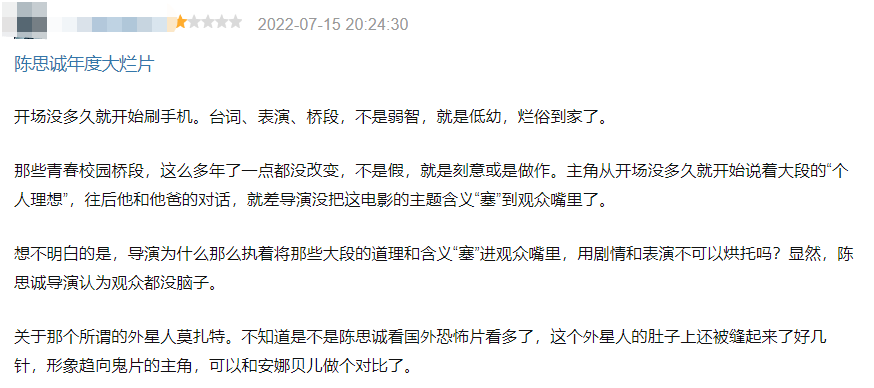 2022-07-15 20:24:30
陈思诚年度大烂片
开场没多久就开始刷手机。台词、表演、桥段，不是弱智，就是低幼，烂俗到家了。
那些青春校园桥段，这么多年了一点都没改变，不是假，就是刻意或是做作。主角从开场没多久就开始说着大段的“个
人理想”，往后他和他爸的对话，就差导演没把这电影的主题含义“塞”到观众嘴里了。
想不明白的是，导演为什么那么执着将那些大段的道理和含义“塞”进观众嘴里，用剧情和表演不可以烘托吗？显然，陈
思诚导演认为观众都没脑子。
关于那个所谓的外星人莫扎特。不知道是不是陈思诚看国外恐怖片看多了，这个外星人的肚子上还被缝起来了好几
针，形象趋向鬼片的主角，可以和安娜贝儿做个对比了。